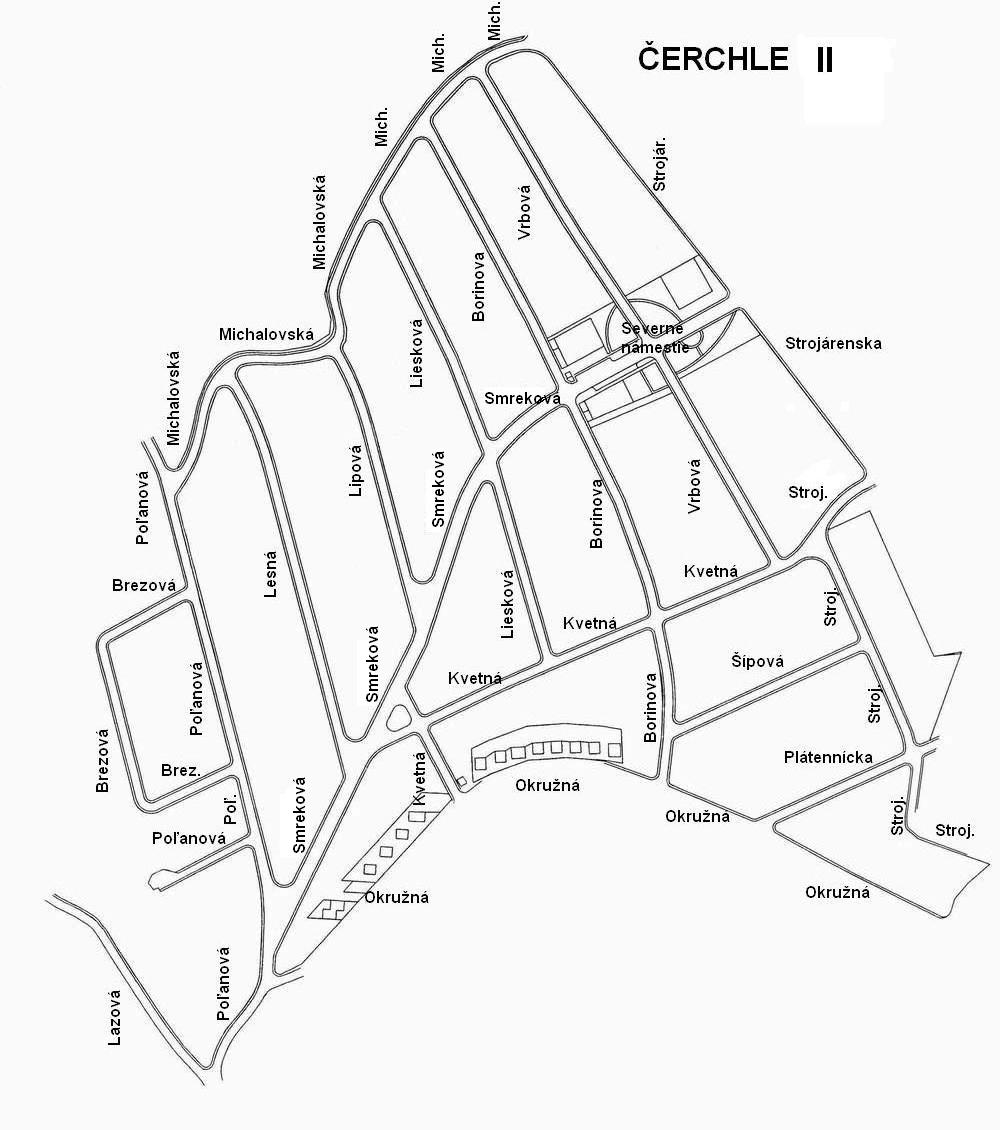 Mich.
Mich.
ČERCHLE II
Mich.
Strojár.
Michalovská
Vrbová
Borinova
Michalovská
Severné
námestie
Strojárenska
Liesková
Michalovská
Smreková
Lipová
Smreková
Vrbová
Stroj.
Poľanová
Borinova
Lesná
Kvetná
Brezová
Liesková
Stroj.
Kvetná
Smreková
Šípová
Kvetná
Poľanová
Borinova
Stroj.
Brezová
Brez.
Plátennícka
Kvetná
Okružná
Poľ.
Smreková
Okružná
Stroj.
Stroj.
Poľanová
Okružná
Okružná
Poľanová
Lazová